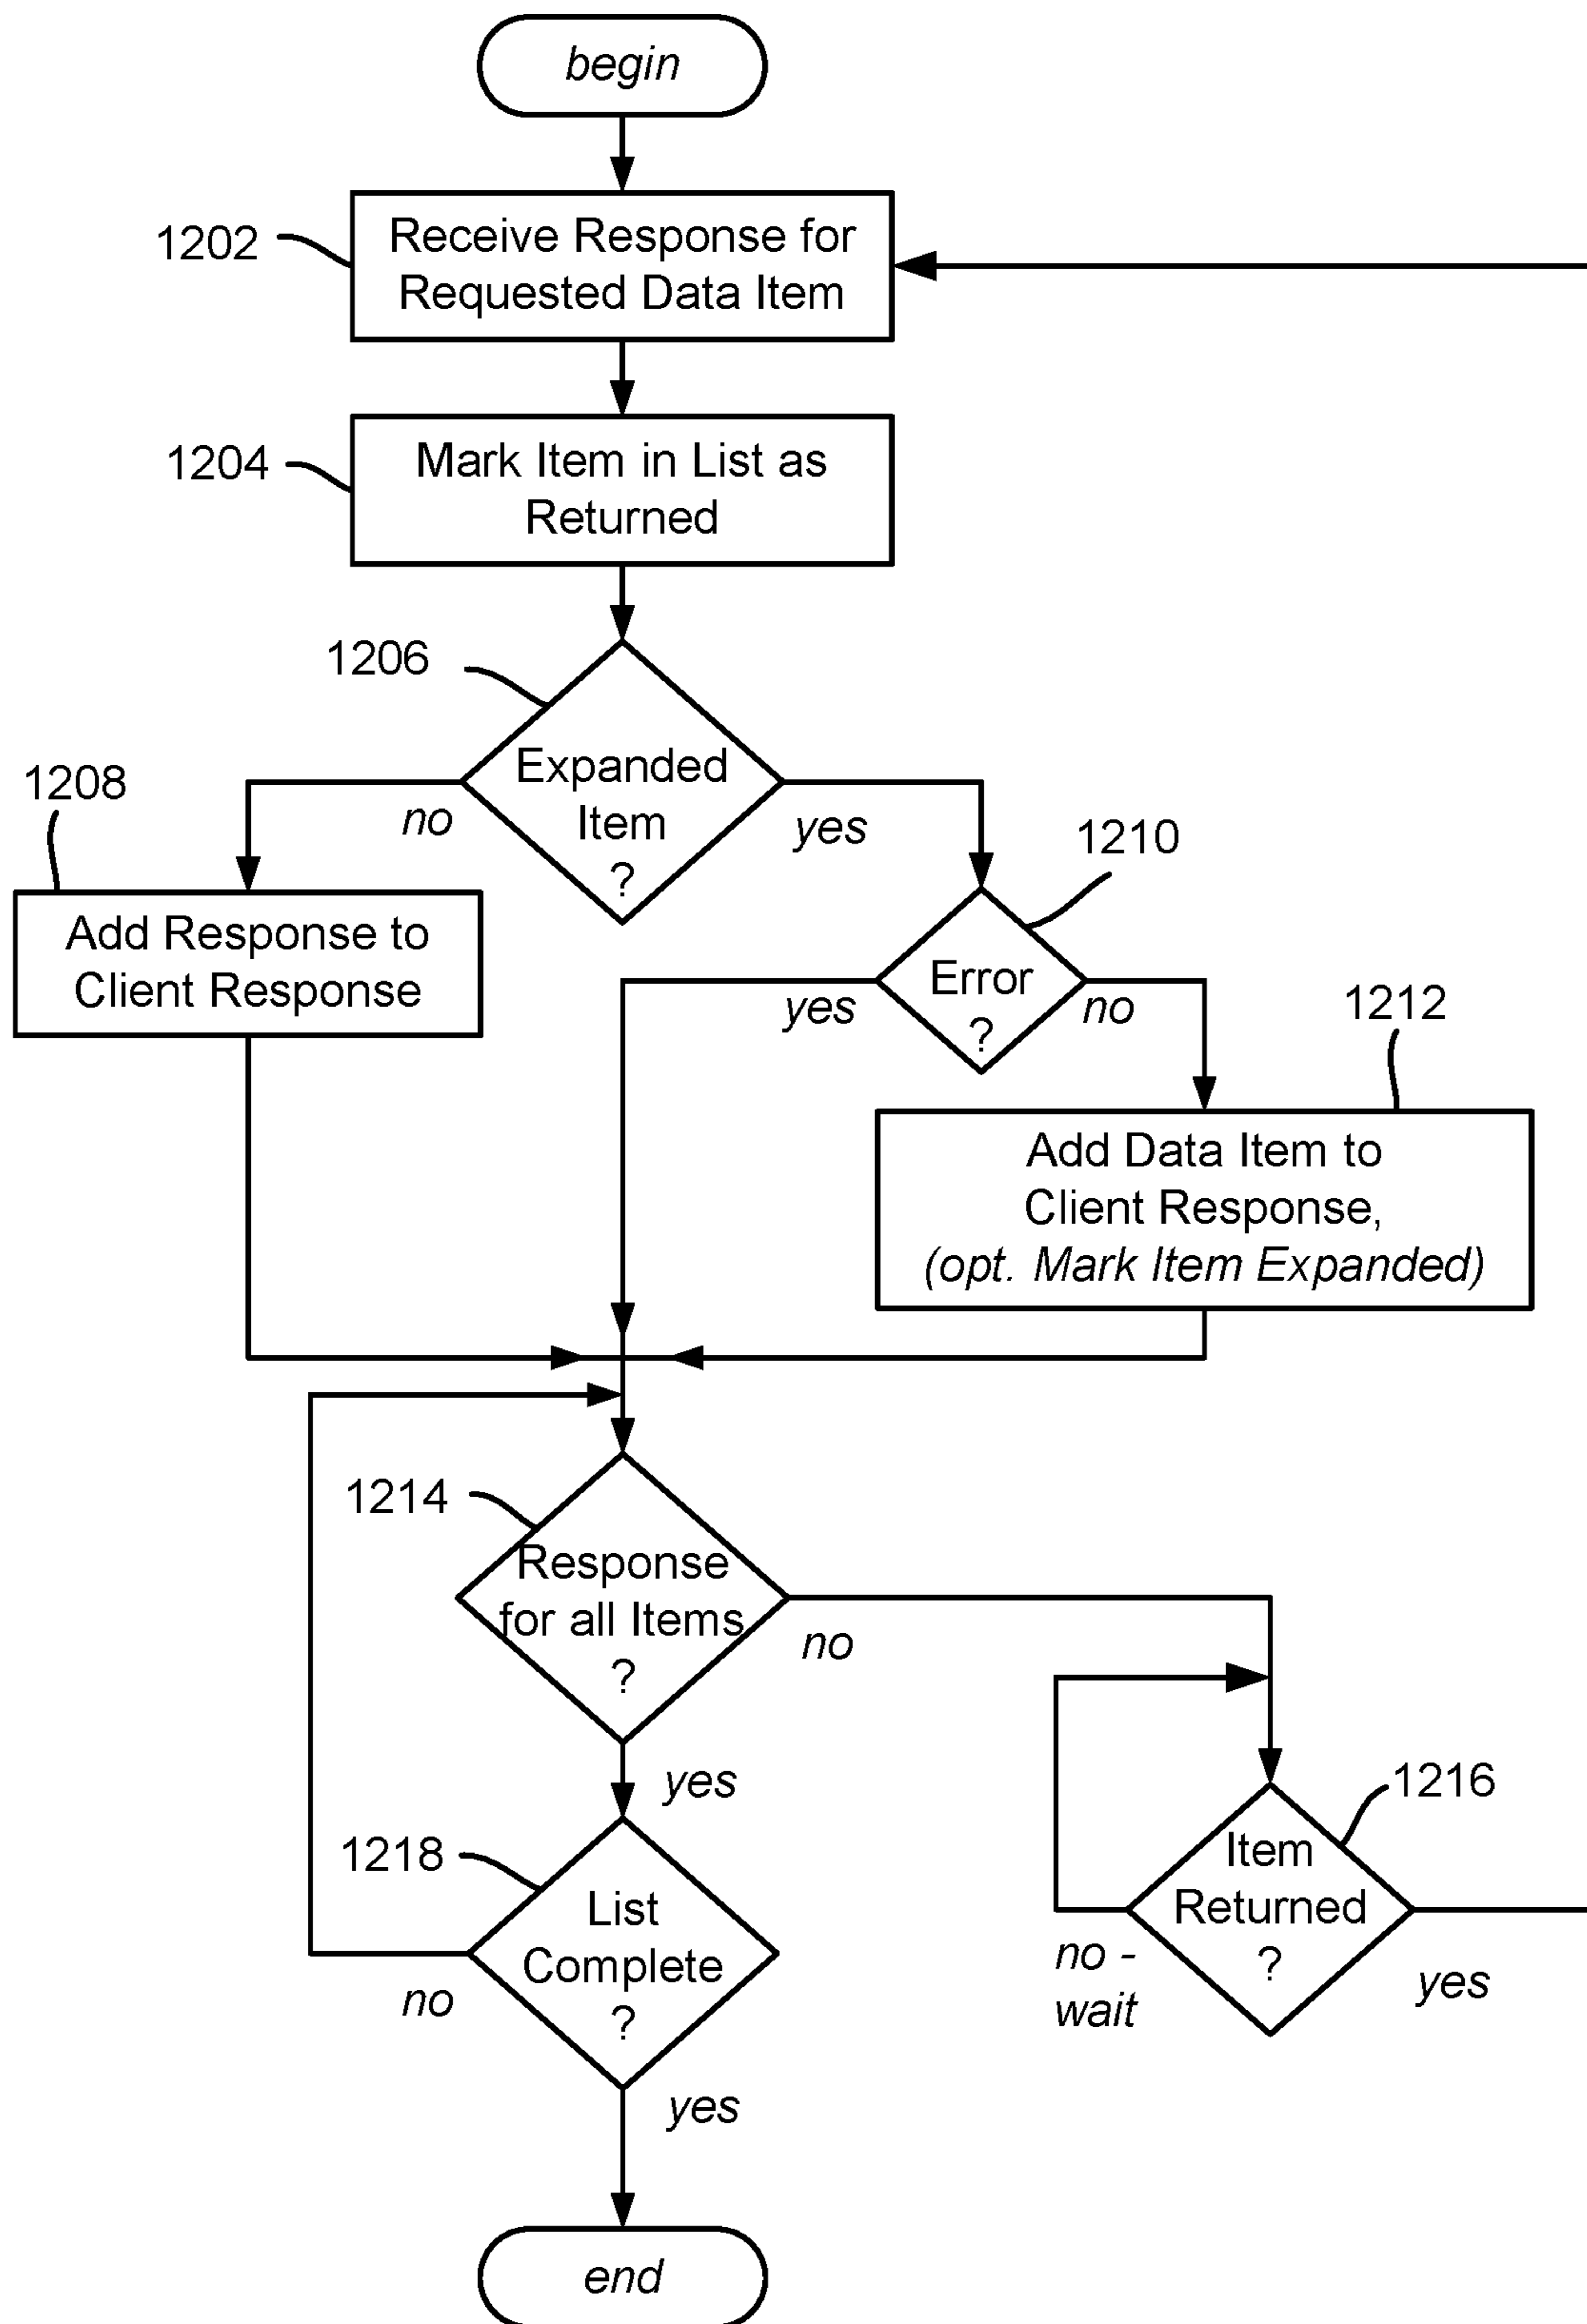 begin
1202
Receive Response for
Requested Data Item
1204
Mark Item in List as
Returned
1206
Expanded
Item
?
no
yes
1208
Add Response to
Client Response
1210
Error
?
yes
no
1212
Add Data Item to
Client Response,
(opt. Mark Item Expanded)
1214
Response
for all Items
?
no
yes
1216
Item
Returned
?
no -
wait
yes
1218
List
Complete
?
no
yes
end